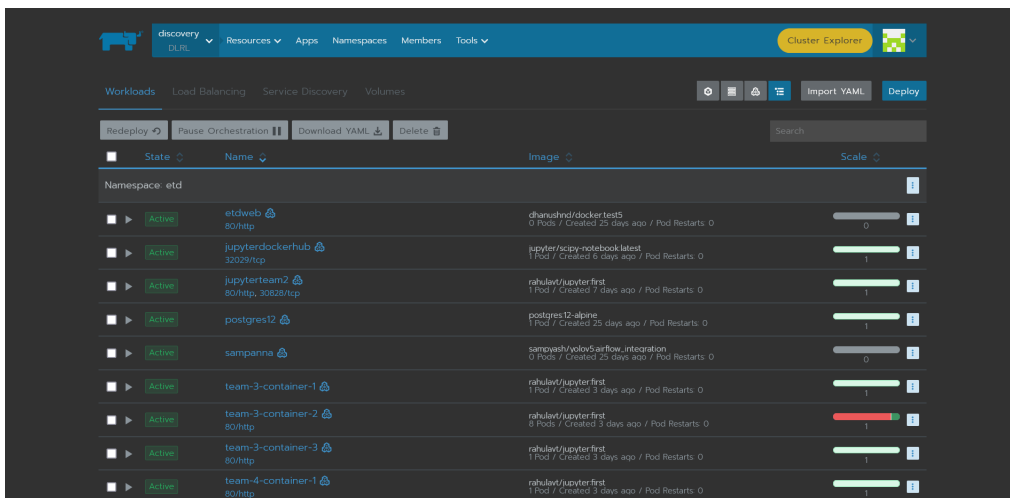 discovery
DLRL
Resources Apps Namespaces Members Tools
Cluster Explorer
Workloads Load Balancing Service Discovery Volumes
Import YAML Deploy
Redeploy Pause Orchestration Download YAML Delete
Search
State Name Image Scale
Namespace: etd
Active etdweb dhanushnd/docker:test5
80/http 0 Pods / Created 25 days ago / Pod Restarts: 0 0
Active jupyterdockerhub jupyter/scipy-notebook:latest
32029/tcp 1 Pod / Created 6 days ago / Pod Restarts: 0 1
Active jupyterteam2 rahulavt/jupyter:first
80/http, 30828/tcp 1 Pod / Created 7 days ago / Pod Restarts: 0 1
Active postgres12 postgres:12-alpine
1 Pod / Created 25 days ago / Pod Restarts: 0 1
Active sampanna sampyash/yolov5:airflow_integration
0 Pods / Created 25 days ago / Pod Restarts: 0 0
Active team-3-container-1 rahulavt/jupyter:first
1 Pod / Created 3 days ago / Pod Restarts: 0 1
Active team-3-container-2 rahulavt/jupyter:first
80/http 8 Pods / Created 3 days ago / Pod Restarts: 0 1
Active team-3-container-3 rahulavt/jupyter:first
80/http 1 Pod / Created 3 days ago / Pod Restarts: 0 1
Active team-4-container-1 rahulavt/jupyter:first
80/http 1 Pod / Created 3 days ago / Pod Restarts: 0 1